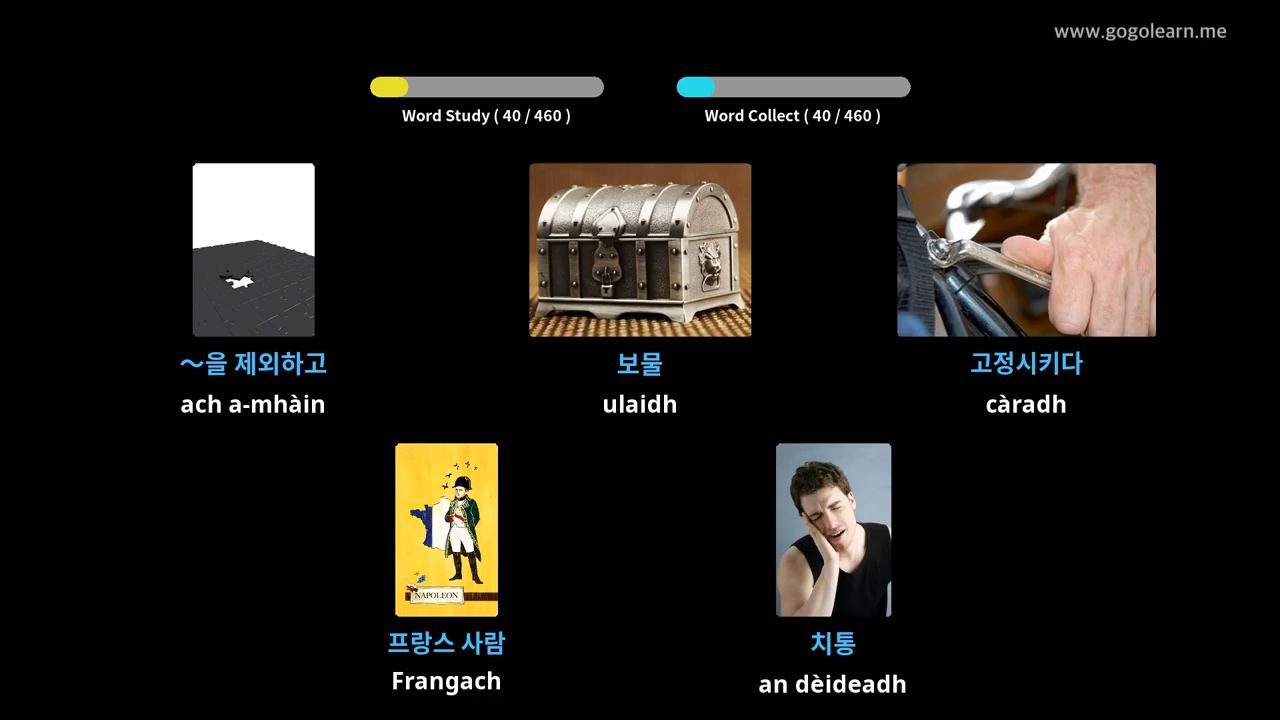 www.gogolearn.me
Word Study ( 40 / 460 )
Word Collect ( 40 / 460 )
～을 제외하고
ach a-mhàin
보물
ulaidh
고정시키다
càradh
NAPOLEON
프랑스 사람
Frangach
치통
an dèideadh